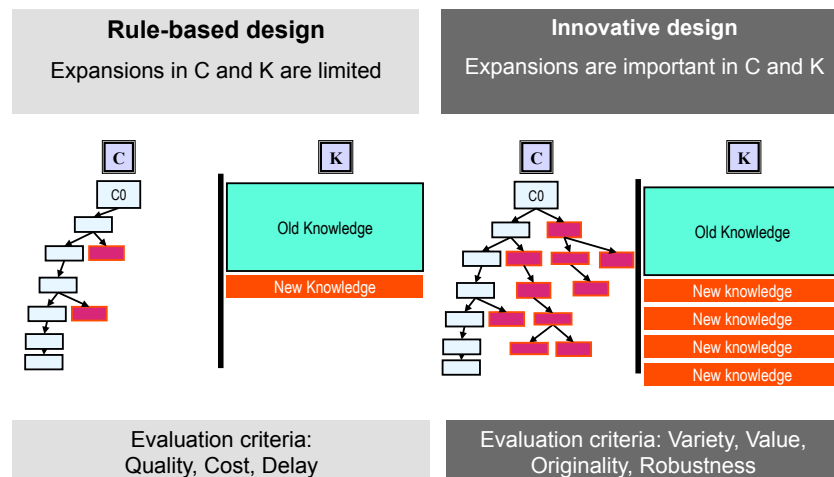 Rule-based design
Expansions in C and K are limited
Innovative design
Expansions are important in C and K
C
K
C
K
C0
Old Knowledge
New Knowledge
C0
Old Knowledge
New knowledge
New knowledge
New knowledge
New knowledge
Evaluation criteria:
Quality, Cost, Delay
Evaluation criteria: Variety, Value,
Originality, Robustness